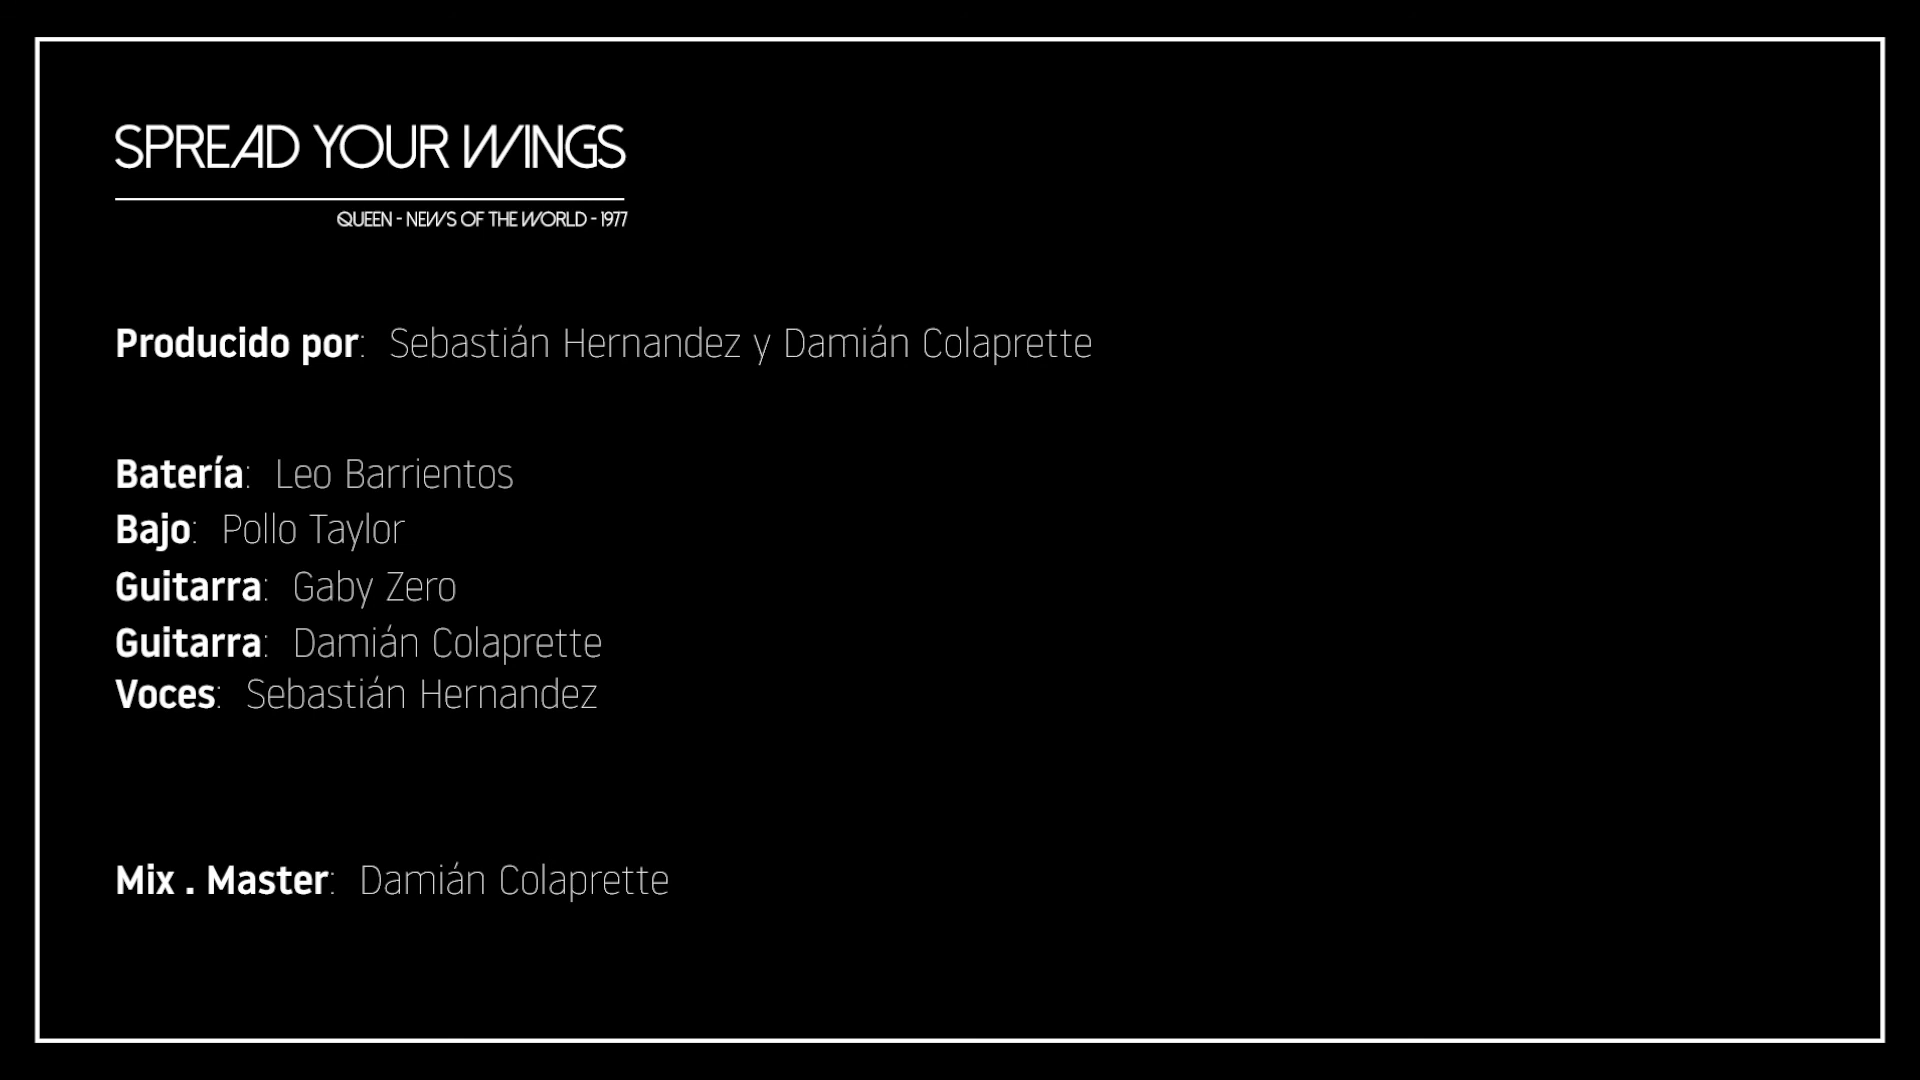 SPREAD YOUR WINGS
QUEEN - NEWS OF THE WORLD - 1977
Producido por: Sebastián Hernandez y Damián Colaprette
Batería: Leo Barrientos
Bajo: Pollo Taylor
Guitarra: Gaby Zero
Guitarra: Damián Colaprette
Voces: Sebastián Hernandez
Mix . Master: Damián Colaprette